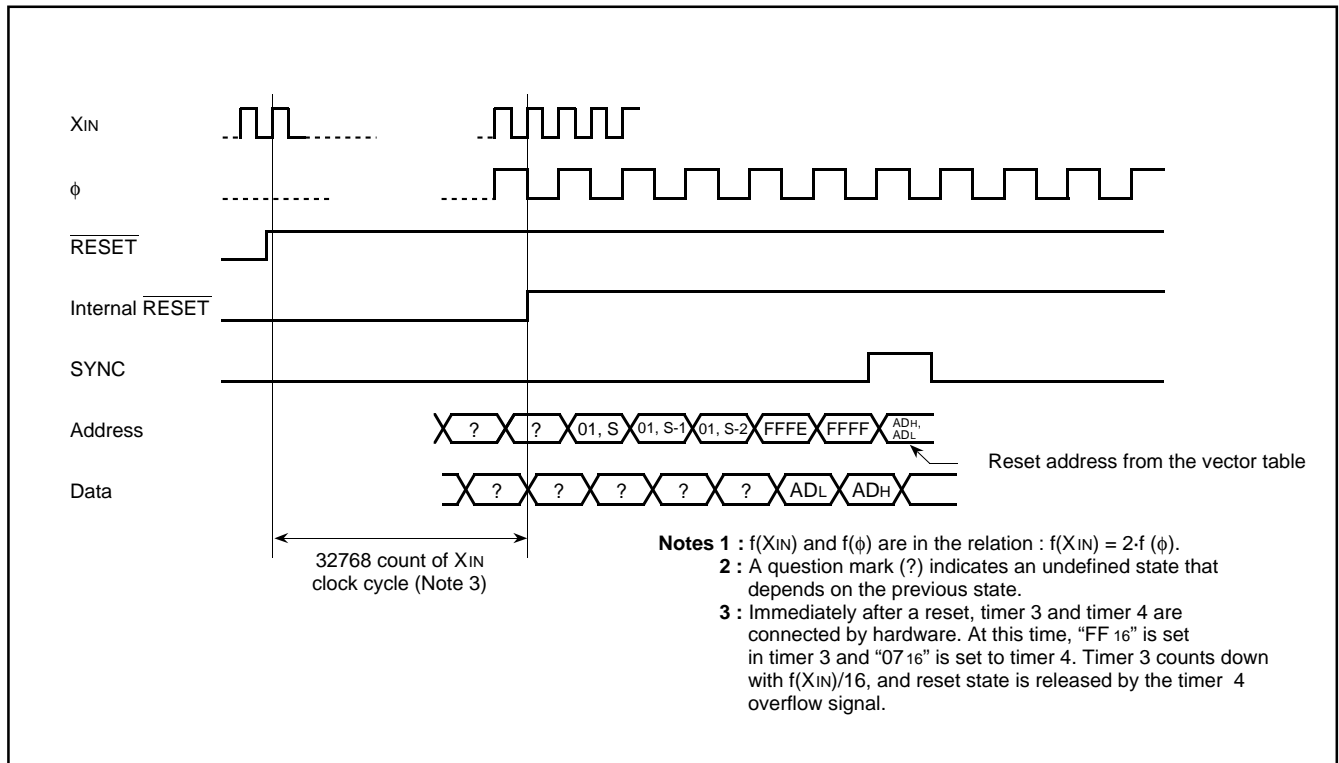 XIN
ϕ
RESET
Internal RESET
SYNC
Address
? ? 01, S 01, S-1 01, S-2 FFFE FFFF ADH, ADL
Reset address from the vector table
Data
? ? ? ? ? ADL ADH
32768 count of XIN
clock cycle (Note 3)
Notes 1 : f(XIN) and f(ϕ) are in the relation : f(XIN) = 2·f (ϕ).
2 : A question mark (?) indicates an undefined state that
depends on the previous state.
3 : Immediately after a reset, timer 3 and timer 4 are
connected by hardware. At this time, “FF 16” is set
in timer 3 and “07 16” is set to timer 4. Timer 3 counts down
with f(XIN)/16, and reset state is released by the timer 4
overflow signal.